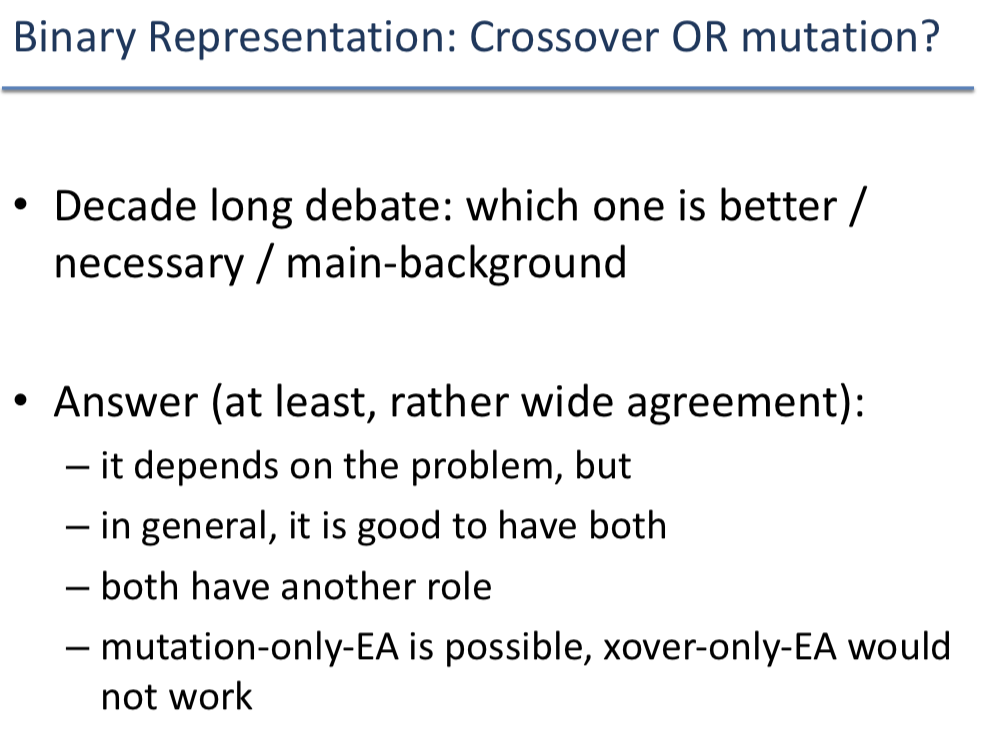 Binary Representation: Crossover OR mutation?
• Decade long debate: which one is better /
necessary / main-background
• Answer (at least, rather wide agreement):
– it depends on the problem, but
– in general, it is good to have both
– both have another role
– mutation-only-EA is possible, xover-only-EA would
not work